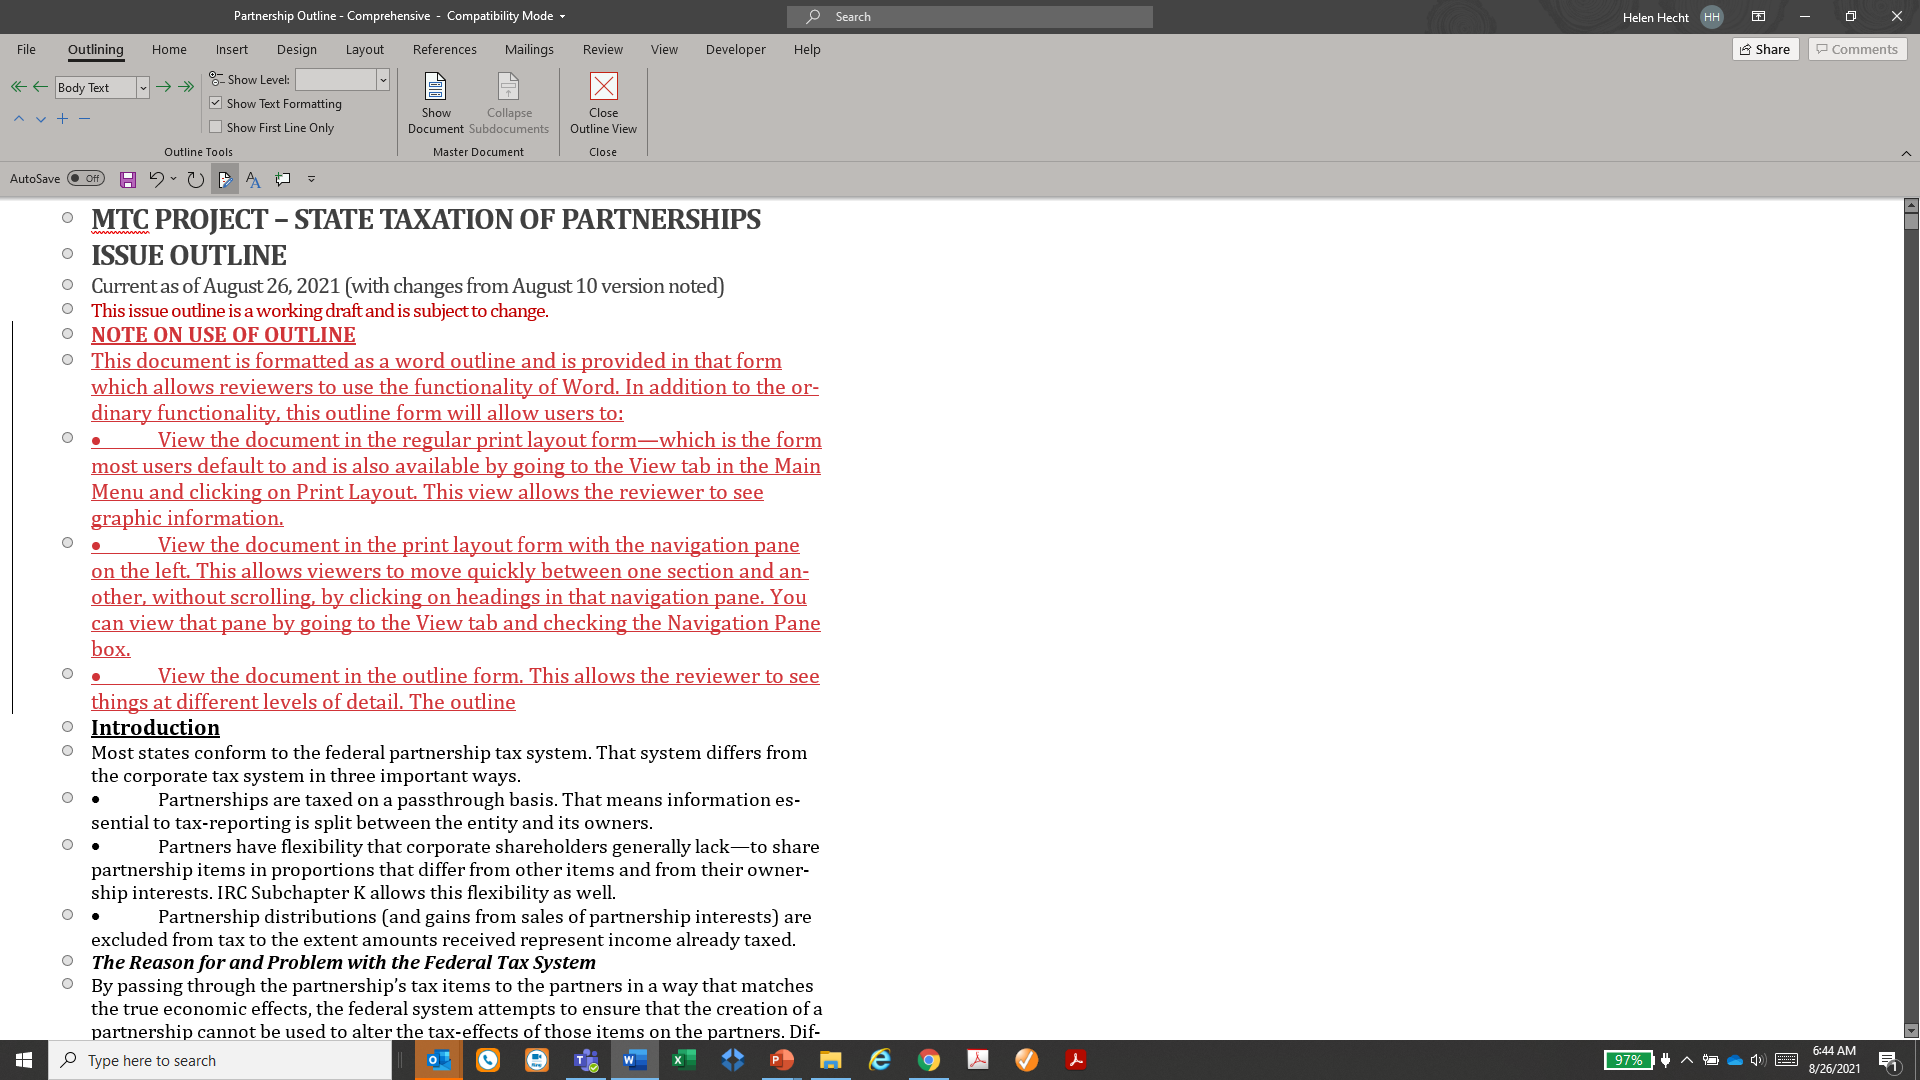 Partnership Outline - Comprehensive - Compatibility Mode
Search
Helen Hecht HH
File Outlining Home Insert Design Layout References Mailings Review View Developer Help
Share Comments
Body Text
Show Level:
Show Text Formatting
Show First Line Only
Show Document
Collapse Subdocuments
Close Outline View
Outline Tools Master Document Close
AutoSave Off
MTC PROJECT – STATE TAXATION OF PARTNERSHIPS
ISSUE OUTLINE
Current as of August 26, 2021 (with changes from August 10 version noted)
This issue outline is a working draft and is subject to change.
NOTE ON USE OF OUTLINE
This document is formatted as a word outline and is provided in that form
which allows reviewers to use the functionality of Word. In addition to the or-
dinary functionality, this outline form will allow users to:
• View the document in the regular print layout form—which is the form
most users default to and is also available by going to the View tab in the Main
Menu and clicking on Print Layout. This view allows the reviewer to see
graphic information.
• View the document in the print layout form with the navigation pane
on the left. This allows viewers to move quickly between one section and an-
other, without scrolling, by clicking on headings in that navigation pane. You
can view that pane by going to the View tab and checking the Navigation Pane
box.
• View the document in the outline form. This allows the reviewer to see
things at different levels of detail. The outline
Introduction
Most states conform to the federal partnership tax system. That system differs from
the corporate tax system in three important ways.
• Partnerships are taxed on a passthrough basis. That means information es-
sential to tax-reporting is split between the entity and its owners.
• Partners have flexibility that corporate shareholders generally lack—to share
partnership items in proportions that differ from other items and from their owner-
ship interests. IRC Subchapter K allows this flexibility as well.
• Partnership distributions (and gains from sales of partnership interests) are
excluded from tax to the extent amounts received represent income already taxed.
The Reason for and Problem with the Federal Tax System
By passing through the partnership's tax items to the partners in a way that matches
the true economic effects, the federal system attempts to ensure that the creation of a
partnership cannot be used to alter the tax-effects of those items on the partners. Dif-
Type here to search
97%
6:44 AM
8/26/2021
1